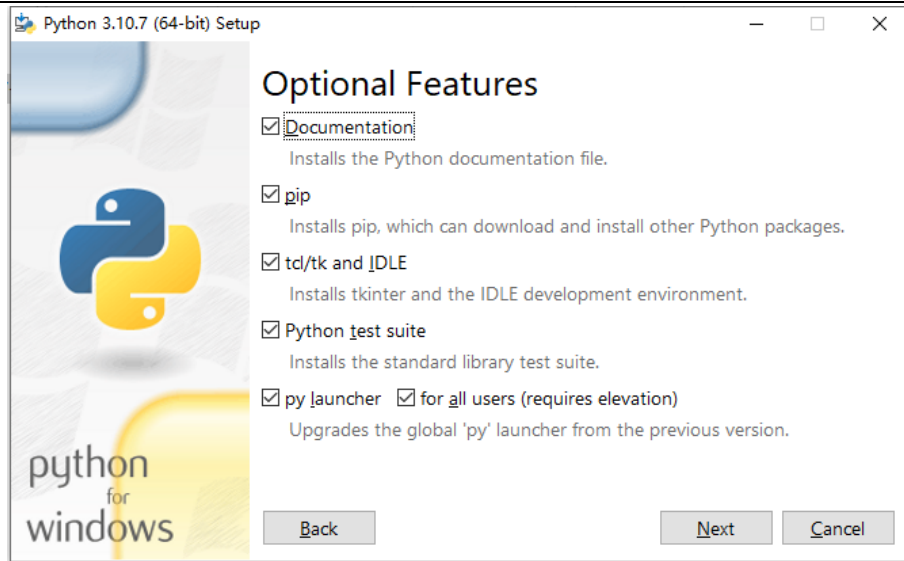 Python 3.10.7 (64-bit) Setup
Optional Features
Documentation
Installs the Python documentation file.
pip
Installs pip, which can download and install other Python packages.
tcl/tk and IDLE
Installs tkinter and the IDLE development environment.
Python test suite
Installs the standard library test suite.
py launcher for all users (requires elevation)
Upgrades the global 'py' launcher from the previous version.
python
for
windows
Back Next Cancel